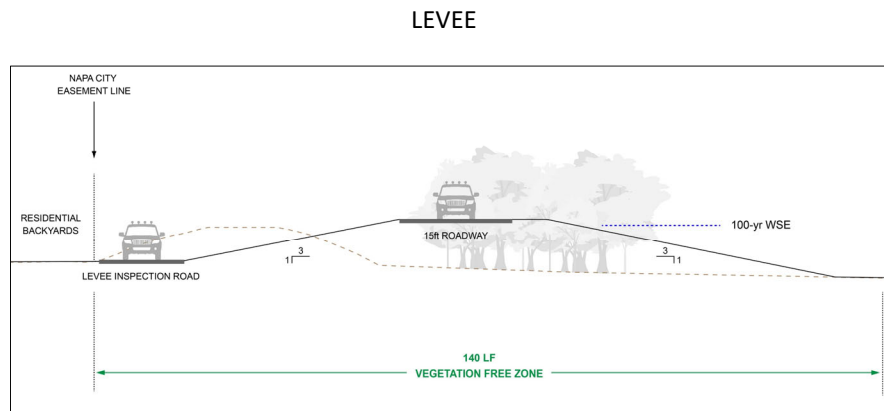 LEVEE
NAPA CITY
EASEMENT LINE
RESIDENTIAL
BACKYARDS
LEVEE INSPECTION ROAD
3
1
15ft ROADWAY
100-yr WSE
3
1
140 LF
VEGETATION FREE ZONE